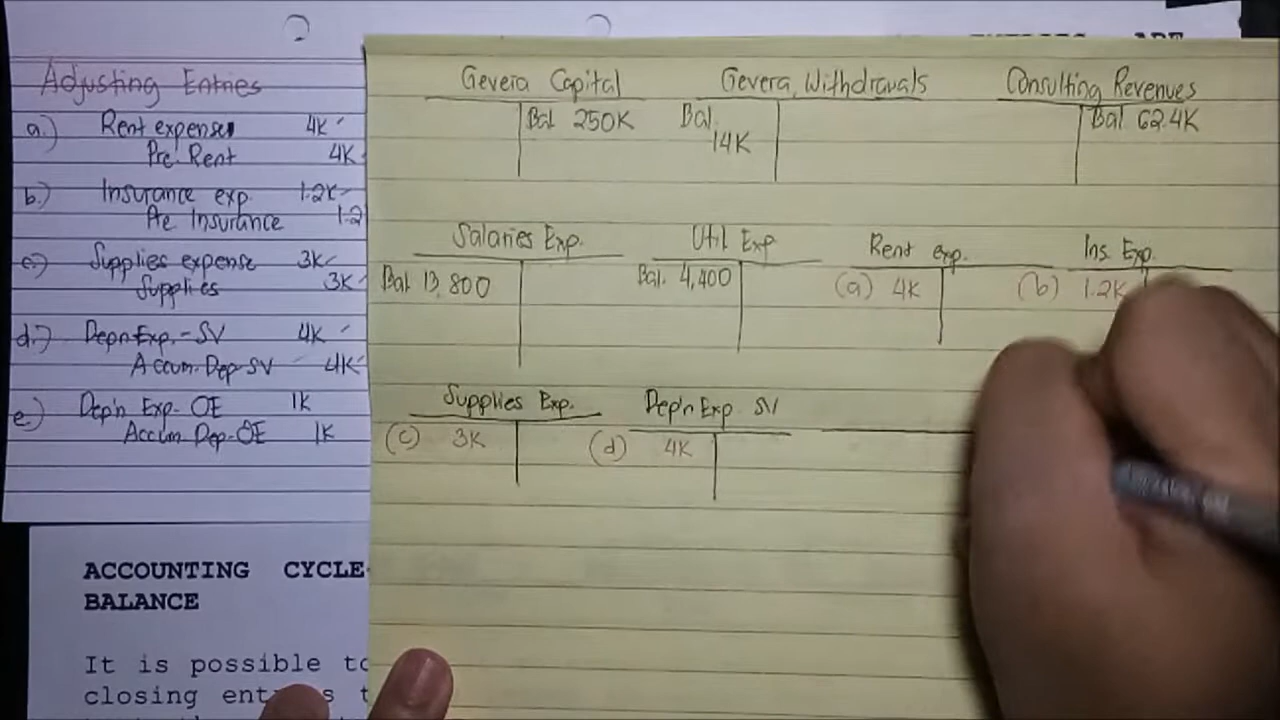 Adjusting Entries
a.) Rent expense 4K
Pre. Rent 4K
b.) Insurance exp. 1.2K
Pre Insurance 1.2
c.) Supplies expense 3K
Supplies 3K
d.) Depn Exp.-SV 4K
Accum. Dep SV 4K
e.) Dep'n Exp- OE 1K
Accum Dep-OE 1K
Gevera Capital
Bal 250K
Gevera, Withdrawals
Bal.
14K
Consulting Revenues
Bal 62.4K
Salaries Exp.
Bal 13,800
Util Exp
Bal. 4,400
Rent exp.
(a) 4K
Ins. Exp.
(b) 1.2K
Supplies Exp.
(c) 3K
Dep'n Exp SV
(d) 4K
ACCOUNTING CYCLE
BALANCE
It is possible to
closing ent s t